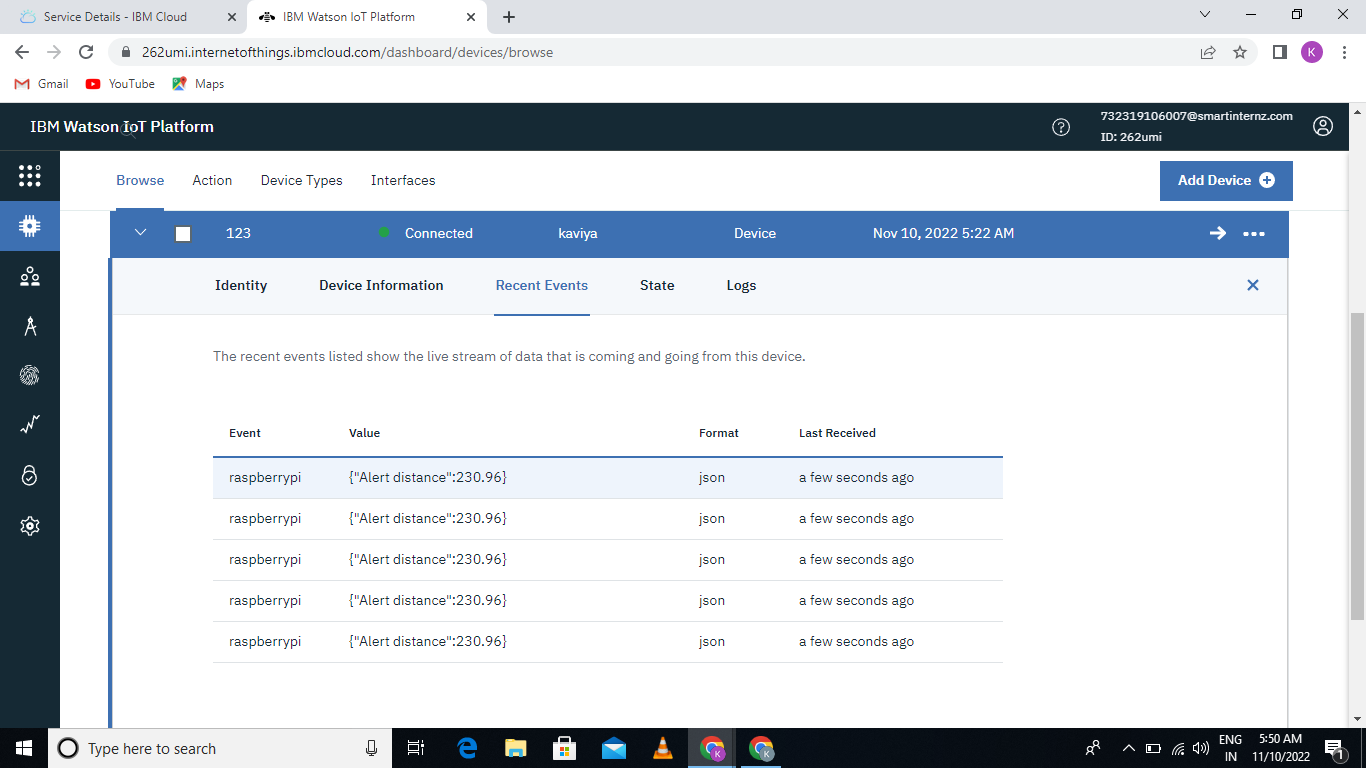 Service Details - IBM Cloud
IBM Watson IoT Platform
262umi.internetofthings.ibmcloud.com/dashboard/devices/browse
K
Gmail
YouTube
Maps
IBM Watson IoT Platform
732319106007@smartinternz.com
ID: 262umi
Browse
Action
Device Types
Interfaces
Add Device
123 Connected kaviya Device Nov 10, 2022 5:22 AM
Identity
Device Information
Recent Events
State
Logs
The recent events listed show the live stream of data that is coming and going from this device.
Event Value Format Last Received
raspberrypi {"Alert distance":230.96} json a few seconds ago
raspberrypi {"Alert distance":230.96} json a few seconds ago
raspberrypi {"Alert distance":230.96} json a few seconds ago
raspberrypi {"Alert distance":230.96} json a few seconds ago
raspberrypi {"Alert distance":230.96} json a few seconds ago
Type here to search
K
K
ENG
IN
5:50 AM
11/10/2022
1